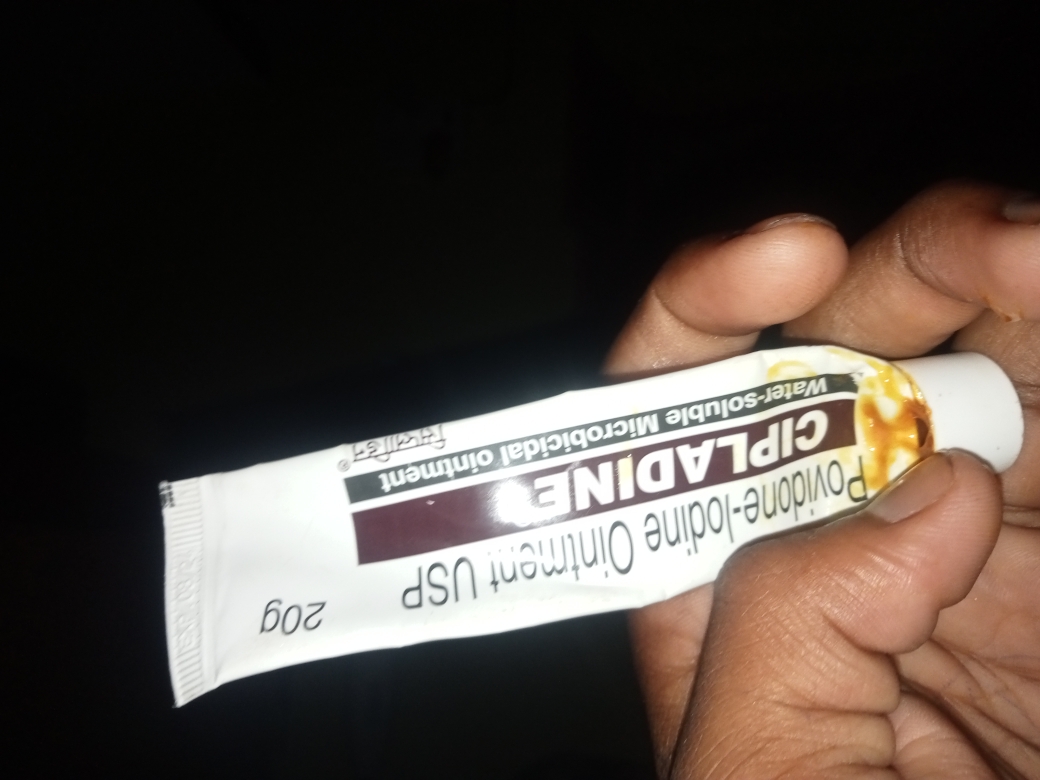 Povidone-Iodine Ointment USP
CIPLADINE
Water-soluble Microbicidal ointment
सिप्लाडिन®
20g